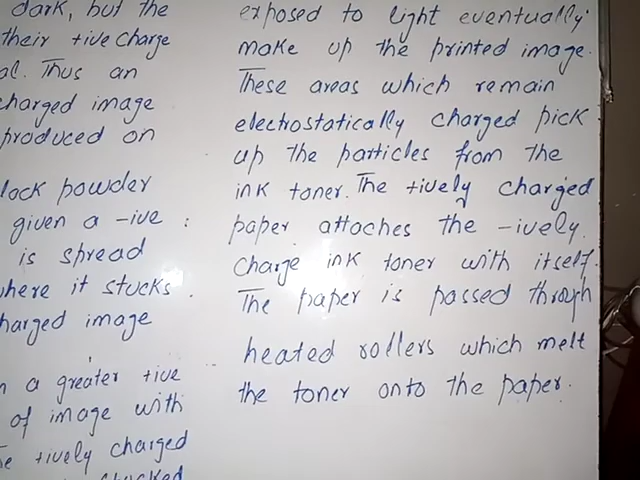 dark, but the
their +ive charge
al. Thus an
charged image
produced on
lack powder
given a -ive :
is spread
where it stucks.
harged image
a greater +ive
of image with
+ively charged
stucked
exposed to light eventually
make up the printed image.
These areas which remain
electrostatically charged pick
up the particles from the
ink toner. The +ively charged
paper attaches the -ively
charge ink toner with itself.
The paper is passed through
heated rollers which melt
the toner onto the paper.